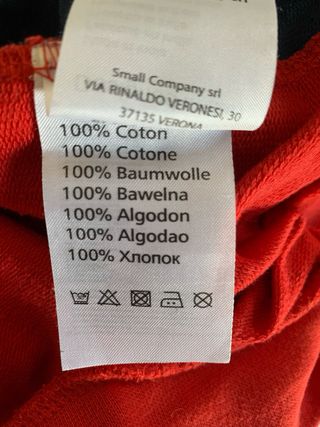 Small Company srl
VIA RINALDO VERONESI, 30
37135 VERONA
100% Coton
100% Cotone
100% Baumwolle
100% Bawelna
100% Algodon
100% Algodao
100% Хлопок